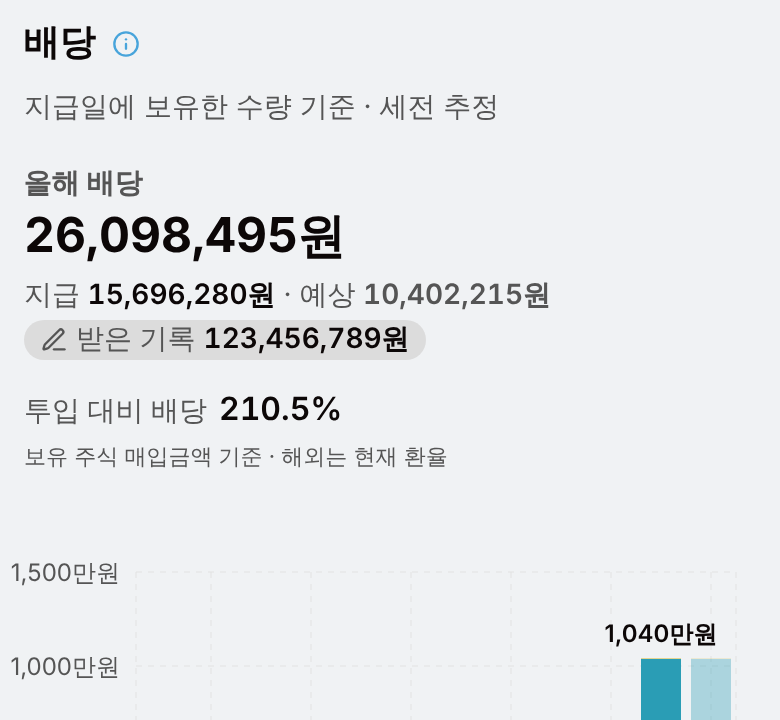 배당
지급일에 보유한 수량 기준 · 세전 추정
올해 배당
26,098,495원
지급 15,696,280원 · 예상 10,402,215원
받은 기록 123,456,789원
투입 대비 배당 210.5%
보유 주식 매입금액 기준 · 해외는 현재 환율
1,500만원
1,040만원
1,000만원